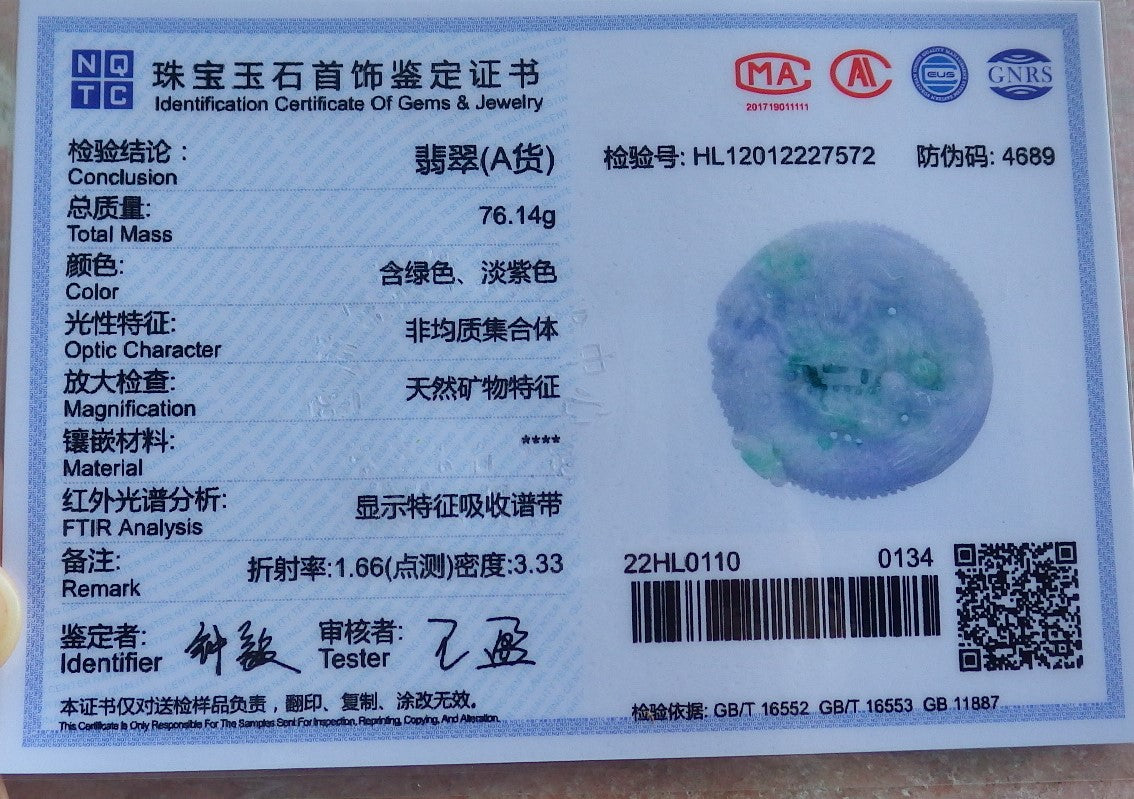 NQ
TC
珠宝玉石首饰鉴定证书
Identification Certificate Of Gems & Jewelry
MA
201719011111
EUS
GNRS
检验结论：
Conclusion
翡翠(A货)
总质量:
Total Mass
76.14g
颜色:
Color
含绿色、淡紫色
光性特征:
Optic Character
非均质集合体
放大检查:
Magnification
天然矿物特征
镶嵌材料:
Material
****
红外光谱分析:
FTIR Analysis
显示特征吸收谱带
备注:
Remark
折射率:1.66(点测)密度:3.33
鉴定者:
Identifier
审核者:
Tester
本证书仅对送检样品负责，翻印、复制、涂改无效。
This Certificate Is Only Responsible For The Samples Sent For Inspection, Reprinting, Copying, And Alteration.
检验号: HL12012227572 防伪码: 4689
22HL0110 0134
检验依据: GB/T 16552 GB/T 16553 GB 11887